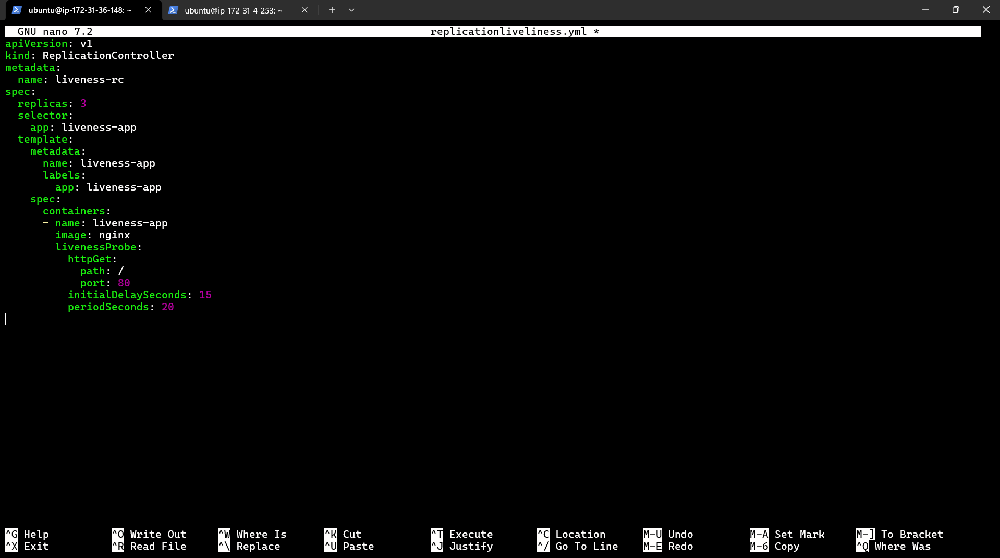 ubuntu@ip-172-31-36-148: ~
ubuntu@ip-172-31-4-253: ~
GNU nano 7.2 replicationliveliness.yml *
apiVersion: v1
kind: ReplicationController
metadata:
  name: liveness-rc
spec:
  replicas: 3
  selector:
    app: liveness-app
  template:
    metadata:
      name: liveness-app
      labels:
        app: liveness-app
    spec:
      containers:
      - name: liveness-app
        image: nginx
        livenessProbe:
          httpGet:
            path: /
            port: 80
          initialDelaySeconds: 15
          periodSeconds: 20
^G Help ^O Write Out ^W Where Is ^K Cut ^T Execute ^C Location M-U Undo M-A Set Mark M-] To Bracket
^X Exit ^R Read File ^\ Replace ^U Paste ^J Justify ^/ Go To Line M-E Redo M-6 Copy ^Q Where Was